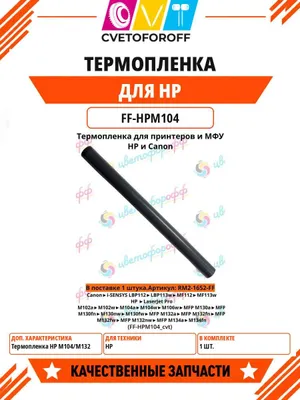 CVT
CVETOFOROFF
ТЕРМОПЛЕНКА
ДЛЯ HP
FF-HPM104
Термопленка для принтеров и МФУ
HP и Canon
В поставке 1 штука.Артикул: RM2-1652-FF
Canon ▸ i-SENSYS LBP112 ▸ LBP113w ▸ MF112 ▸ MF113w
HP ▸ LaserJet Pro ▸
M102a ▸ M102w ▸ M104a ▸ M104w ▸ M106w ▸ MFP M130a ▸ MFP
M130fn ▸ MFP M130nw ▸ M130fw ▸ MFP M132a ▸ MFP M132fn ▸ MFP
M132fw ▸ MFP M132nw ▸ MFP M134a ▸ M134fn
(FF-HPM104_cvt)
ДОП. ХАРАКТЕРИСТИКА
Термопленка HP M104/M132
ДЛЯ ТЕХНИКИ
HP
В КОМПЛЕКТЕ
1 ШТ.
КАЧЕСТВЕННЫЕ ЗАПЧАСТИ